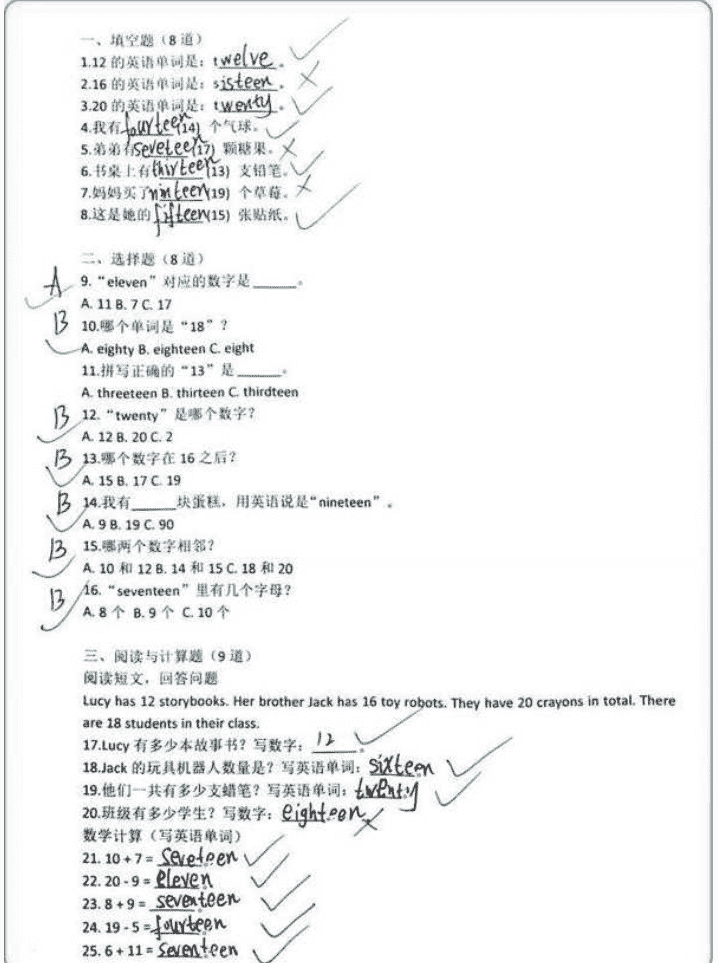 一、填空题（8 道）
1.12 的英语单词是：twelve 。
2.16 的英语单词是：sisteen 。
3.20 的英语单词是：twenty 。
4.我有fourteen(14) 个气球。
5.弟弟有seveteen(17) 颗糖果。
6.书桌上有thirteen(13) 支铅笔。
7.妈妈买了ninteen(19) 个草莓。
8.这是她的 fifteen(15) 张贴纸。
二、选择题（8 道）
A 9.“eleven”对应的数字是_____。
A. 11 B. 7 C. 17
B 10.哪个单词是“18”？
A. eighty B. eighteen C. eight
11.拼写正确的“13”是_____。
A. threeteen B. thirteen C. thirdteen
B 12.“twenty”是哪个数字？
A. 12 B. 20 C. 2
B 13.哪个数字在 16 之后？
A. 15 B. 17 C. 19
B 14.我有_____块蛋糕，用英语说是“nineteen”。
A. 9 B. 19 C. 90
B 15.哪两个数字相邻？
A. 10 和 12 B. 14 和 15 C. 18 和 20
B 16.“seventeen”里有几个字母？
A. 8 个 B. 9 个 C. 10 个
三、阅读与计算题（9 道）
阅读短文，回答问题
Lucy has 12 storybooks. Her brother Jack has 16 toy robots. They have 20 crayons in total. There
are 18 students in their class.
17.Lucy 有多少本故事书？写数字：12。
18.Jack 的玩具机器人数量是？写英语单词：sixteen
19.他们一共有多少支蜡笔？写英语单词：twenty
20.班级有多少学生？写数字：eighteen
数学计算（写英语单词）
21. 10 + 7 = seveteen
22. 20 - 9 = eleven
23. 8 + 9 = seventeen
24. 19 - 5 = fourteen
25. 6 + 11 = seventeen